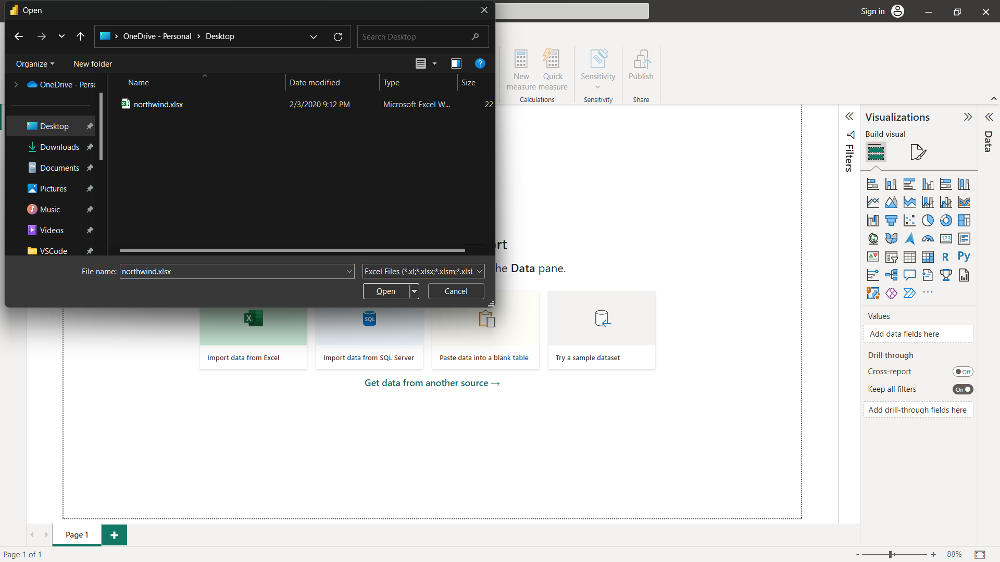 Open
Sign in
OneDrive - Personal
Desktop
Search Desktop
Organize
New folder
OneDrive - Perso
Desktop
Downloads
Documents
Pictures
Music
Videos
VSCode
Name
Date modified
Type
Size
northwind.xlsx
2/3/2020 9:12 PM
Microsoft Excel W...
22
File name:
northwind.xlsx
Excel Files (*.xl;*.xlsx;*.xlsm;*.xlsb
Open
Cancel
New measure
Quick measure
Calculations
Sensitivity
Sensitivity
Publish
Share
he Data pane.
SQL
Import data from Excel
Import data from SQL Server
Paste data into a blank table
Try a sample dataset
Get data from another source →
Filters
Visualizations
Build visual
123
R
Py
...
Values
Add data fields here
Drill through
Cross-report
Off
Keep all filters
On
Add drill-through fields here
Data
Page 1
Page 1 of 1
- + 88%